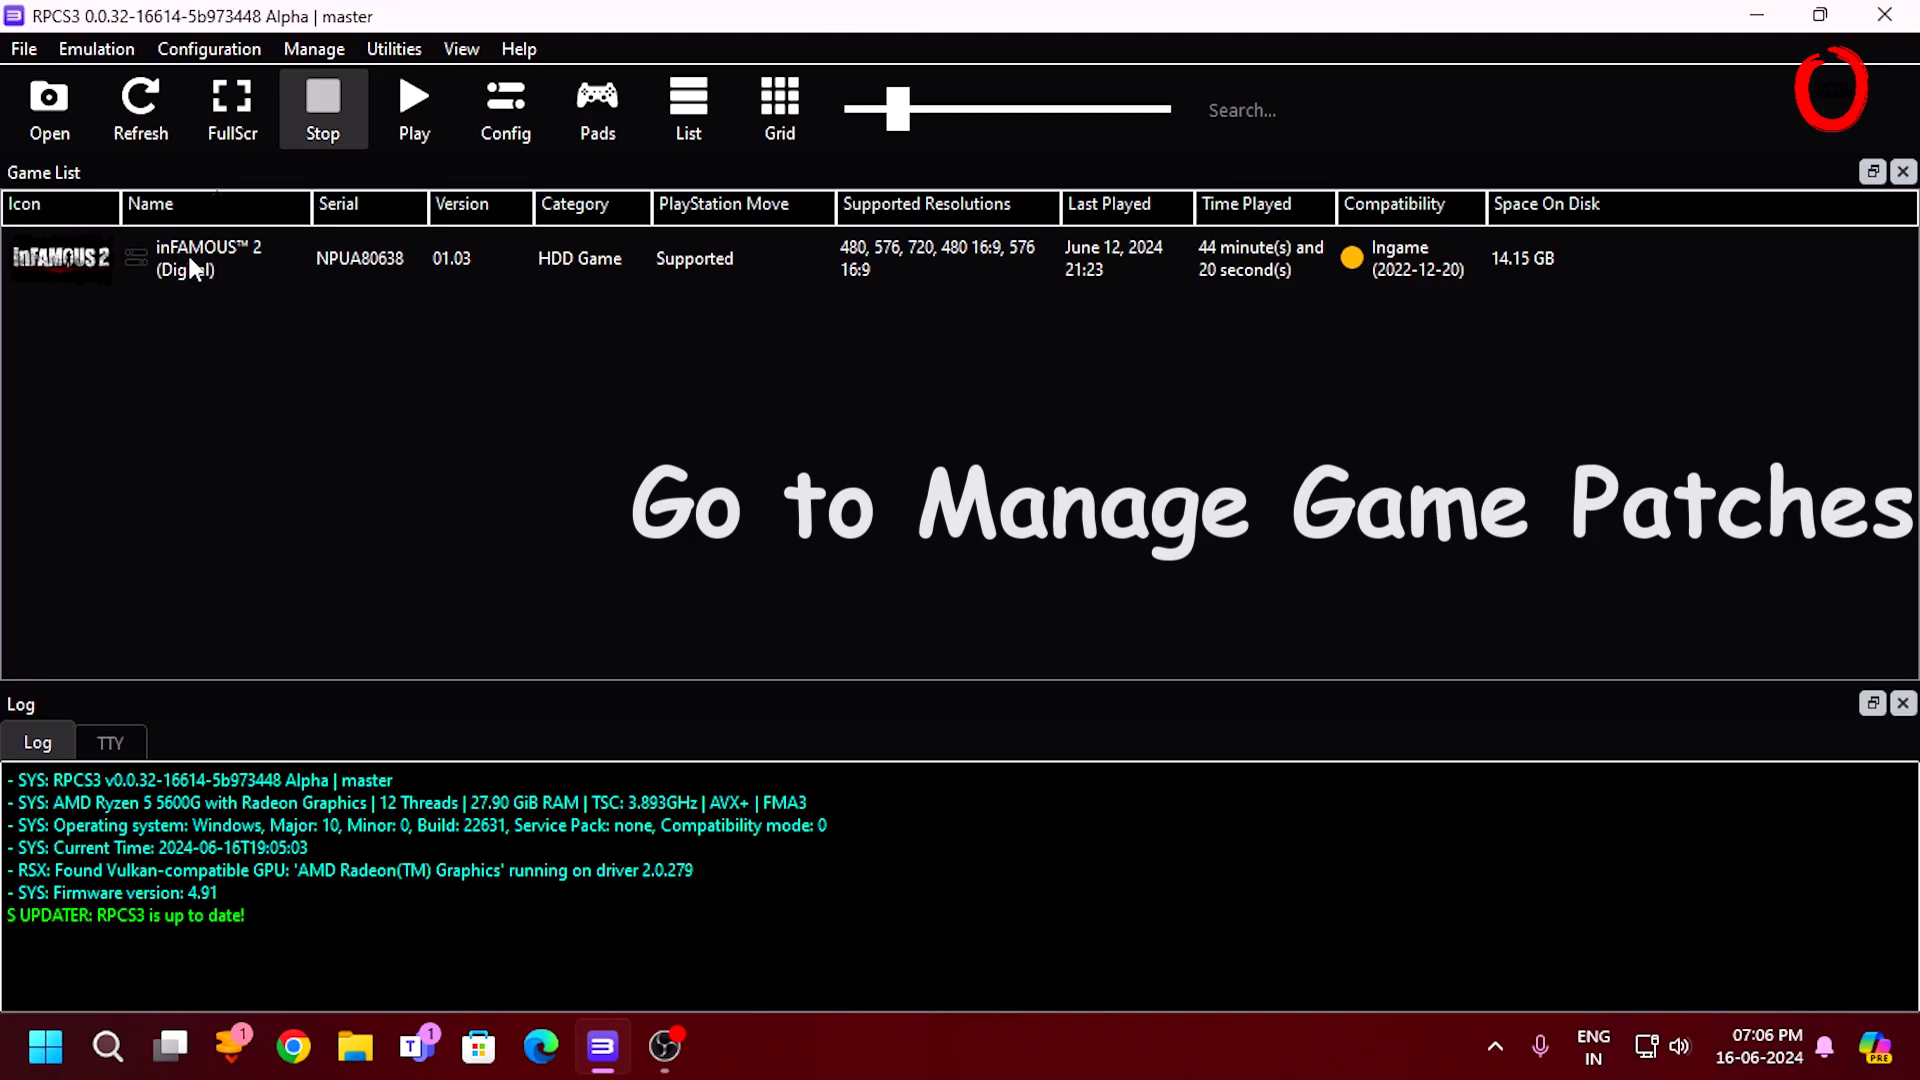 RPCS3 0.0.32-16614-5b973448 Alpha | master
File Emulation Configuration Manage Utilities View Help
Open Refresh FullScr Stop Play Config Pads List Grid Search...
Game List
Icon Name Serial Version Category PlayStation Move Supported Resolutions Last Played Time Played Compatibility Space On Disk
inFAMOUS 2 inFAMOUS™ 2 (Digital) NPUA80638 01.03 HDD Game Supported 480, 576, 720, 480 16:9, 576 16:9 June 12, 2024 21:23 44 minute(s) and 20 second(s) Ingame (2022-12-20) 14.15 GB
Go to Manage Game Patches
Log
Log TTY
- SYS: RPCS3 v0.0.32-16614-5b973448 Alpha | master
- SYS: AMD Ryzen 5 5600G with Radeon Graphics | 12 Threads | 27.90 GiB RAM | TSC: 3.893GHz | AVX+ | FMA3
- SYS: Operating system: Windows, Major: 10, Minor: 0, Build: 22631, Service Pack: none, Compatibility mode: 0
- SYS: Current Time: 2024-06-16T19:05:03
- RSX: Found Vulkan-compatible GPU: 'AMD Radeon(TM) Graphics' running on driver 2.0.279
- SYS: Firmware version: 4.91
S UPDATER: RPCS3 is up to date!
1 1 T ENG 07:06 PM
IN 16-06-2024 PRE